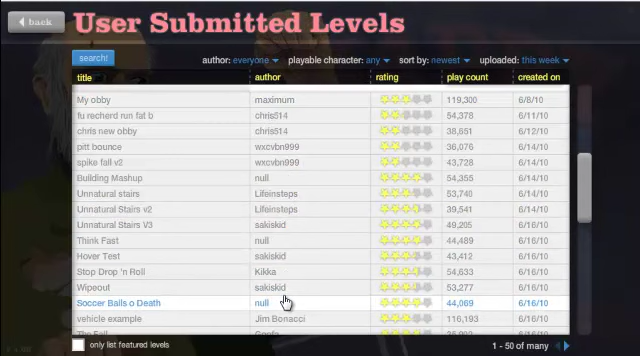 back User Submitted Levels
search! author: everyone playable character: any sort by: newest uploaded: this week
title author rating play count created on
My obby maximum 119,300 6/8/10
fu recherd run fat b chris514 54,378 6/11/10
chris new obby chris514 38,651 6/12/10
pitt bounce wxcvbn999 36,076 6/14/10
spike fall v2 wxcvbn999 43,728 6/14/10
Building Mashup null 54,355 6/14/10
Unnatural stairs Lifeinsteps 53,740 6/14/10
Unnatural Stairs v2 Lifeinsteps 39,541 6/14/10
Unnatural Stairs V3 sakiskid 49,205 6/16/10
Think Fast null 44,489 6/16/10
Hover Test sakiskid 43,412 6/16/10
Stop Drop 'n Roll Kikka 54,633 6/16/10
Wipeout sakiskid 53,277 6/16/10
Soccer Balls o Death null 44,069 6/16/10
vehicle example Jim Bonacci 116,193 6/16/10
only list featured levels 1 - 50 of many